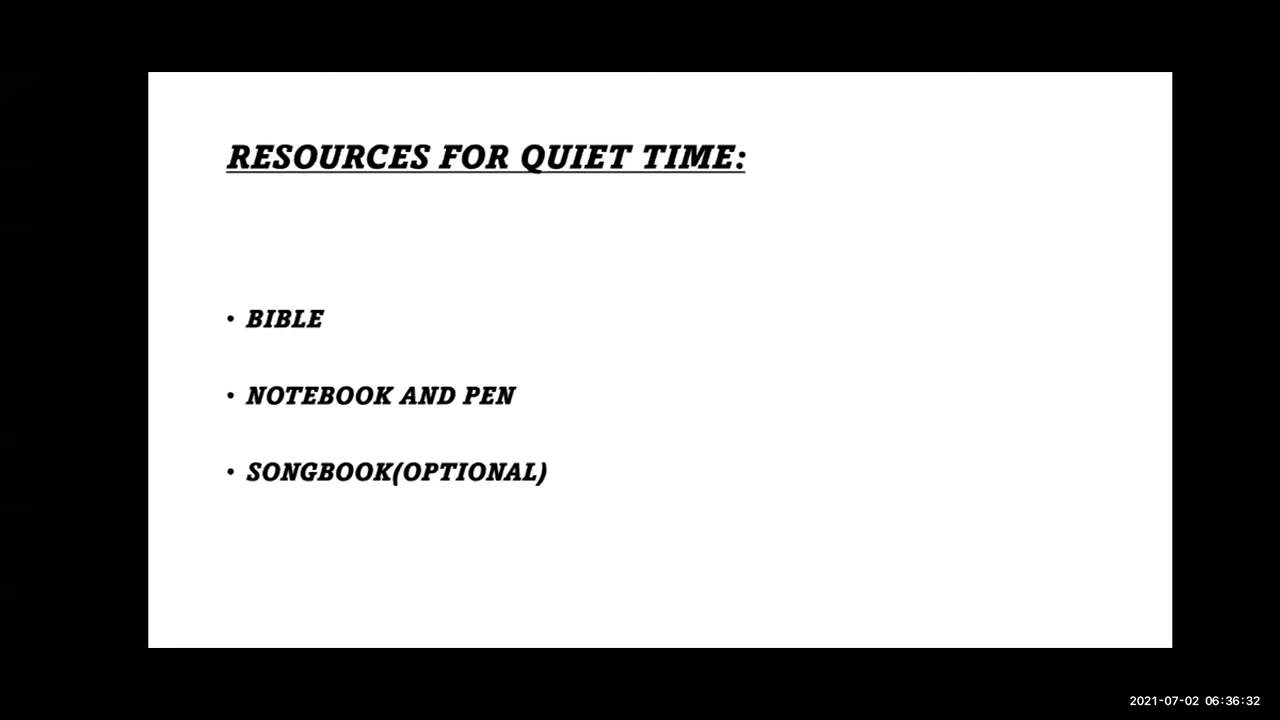 RESOURCES FOR QUIET TIME:
• BIBLE
• NOTEBOOK AND PEN
• SONGBOOK(OPTIONAL)
2021-07-02 06:36:32